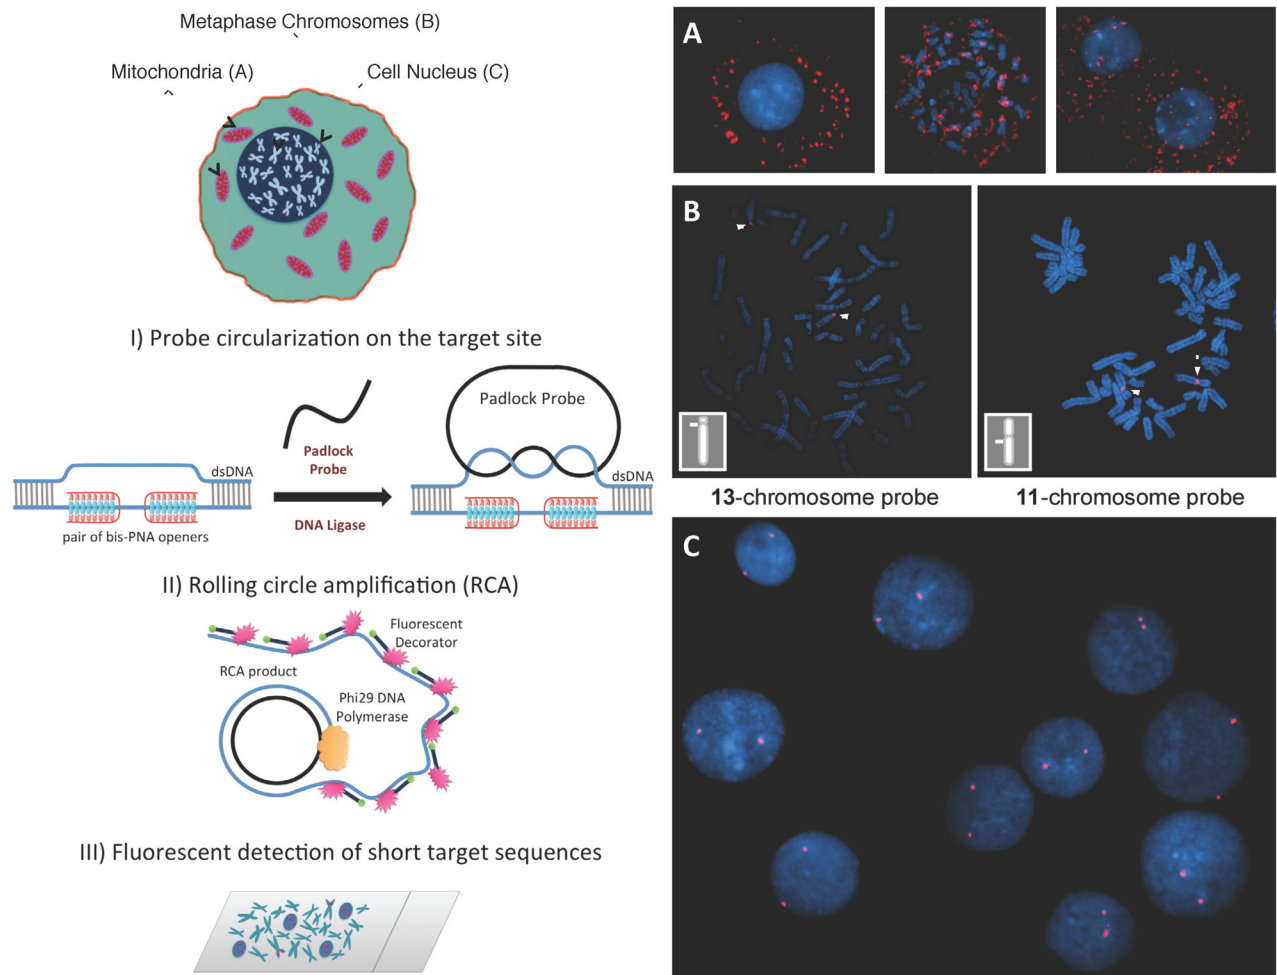 Metaphase Chromosomes (B)
Mitochondria (A)
Cell Nucleus (C)
I) Probe circularization on the target site
Padlock Probe
Padlock
Probe
dsDNA
dsDNA
DNA Ligase
pair of bis-PNA openers
II) Rolling circle amplification (RCA)
Fluorescent
Decorator
RCA product
Phi29 DNA
Polymerase
III) Fluorescent detection of short target sequences
A
B
13-chromosome probe
11-chromosome probe
C